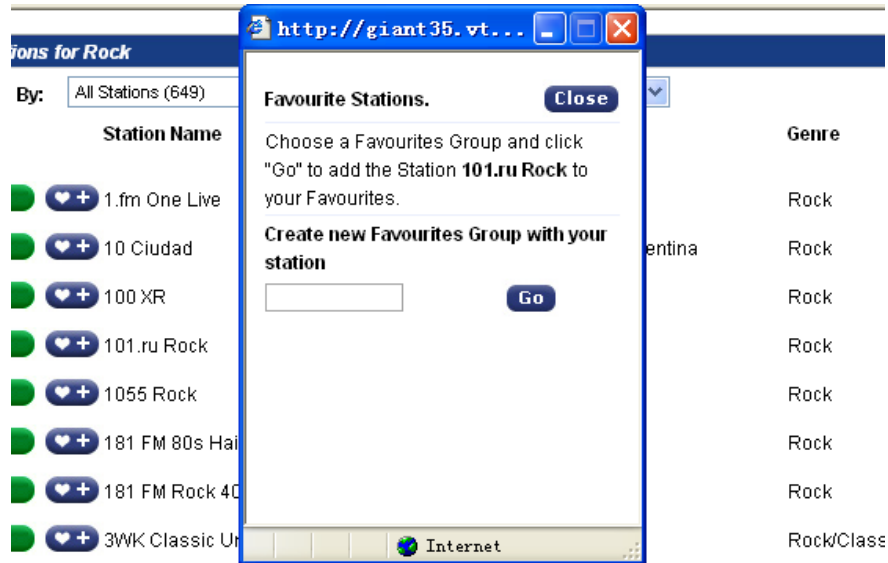 http://giant35.vt...
ions for Rock
By: All Stations (649)
Favourite Stations. Close
Station Name
Genre
Choose a Favourites Group and click
"Go" to add the Station 101.ru Rock to
your Favourites.
Create new Favourites Group with your
station
Go
1.fm One Live Rock
10 Ciudad entina Rock
100 XR Rock
101.ru Rock Rock
1055 Rock Rock
181 FM 80s Hai Rock
181 FM Rock 40 Rock
3WK Classic Un Rock/Class
Internet